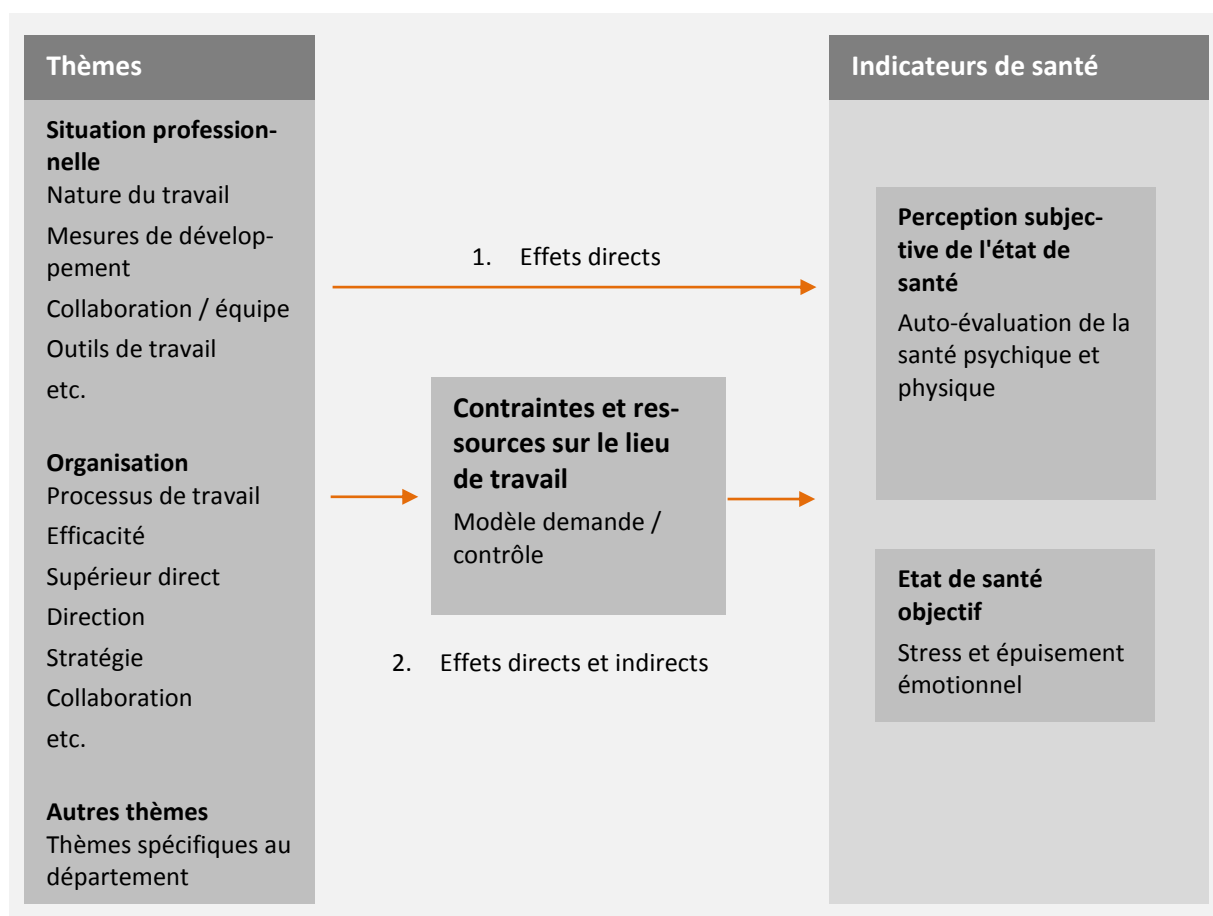 Thèmes
Situation profession-
nelle
Nature du travail
Mesures de dévelop-
pement
Collaboration / équipe
Outils de travail
etc.
Organisation
Processus de travail
Efficacité
Supérieur direct
Direction
Stratégie
Collaboration
etc.
Autres thèmes
Thèmes spécifiques au
département
1. Effets directs
Contraintes et res-
sources sur le lieu
de travail
Modèle demande /
contrôle
2. Effets directs et indirects
Indicateurs de santé
Perception subjec-
tive de l'état de
santé
Auto-évaluation de la
santé psychique et
physique
Etat de santé
objectif
Stress et épuisement
émotionnel